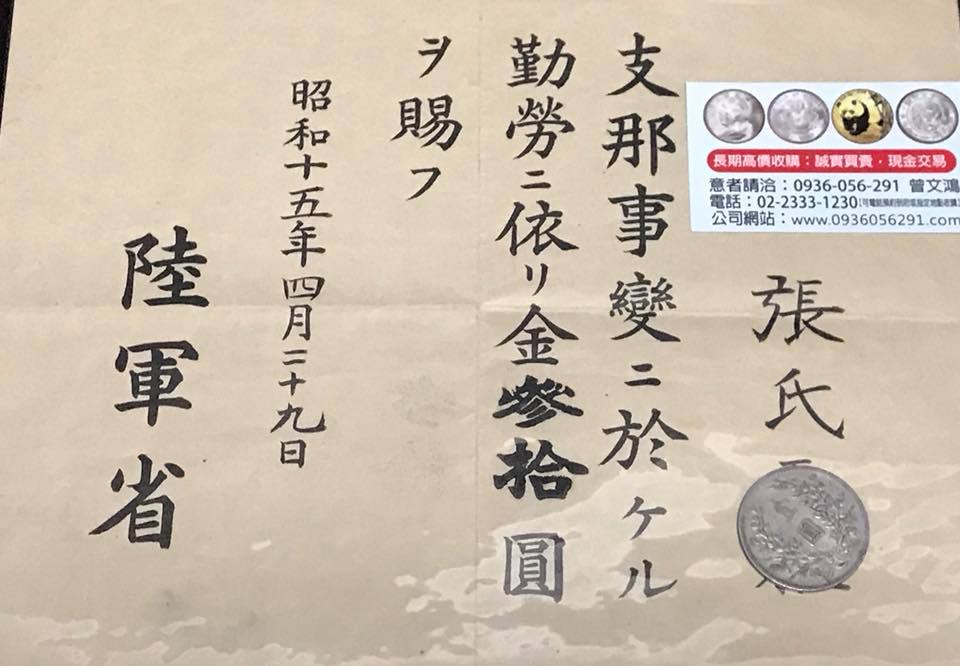 長期高價收購：誠實買賣・現金交易
意者請洽：0936-056-291 曾文鴻
電話：02-2333-1230
公司網站：www.0936056291.com
張氏
支那事變ニ於ケル
勤勞ニ依リ金參拾圓
ヲ賜フ
昭和十五年四月二十九日
陸軍省